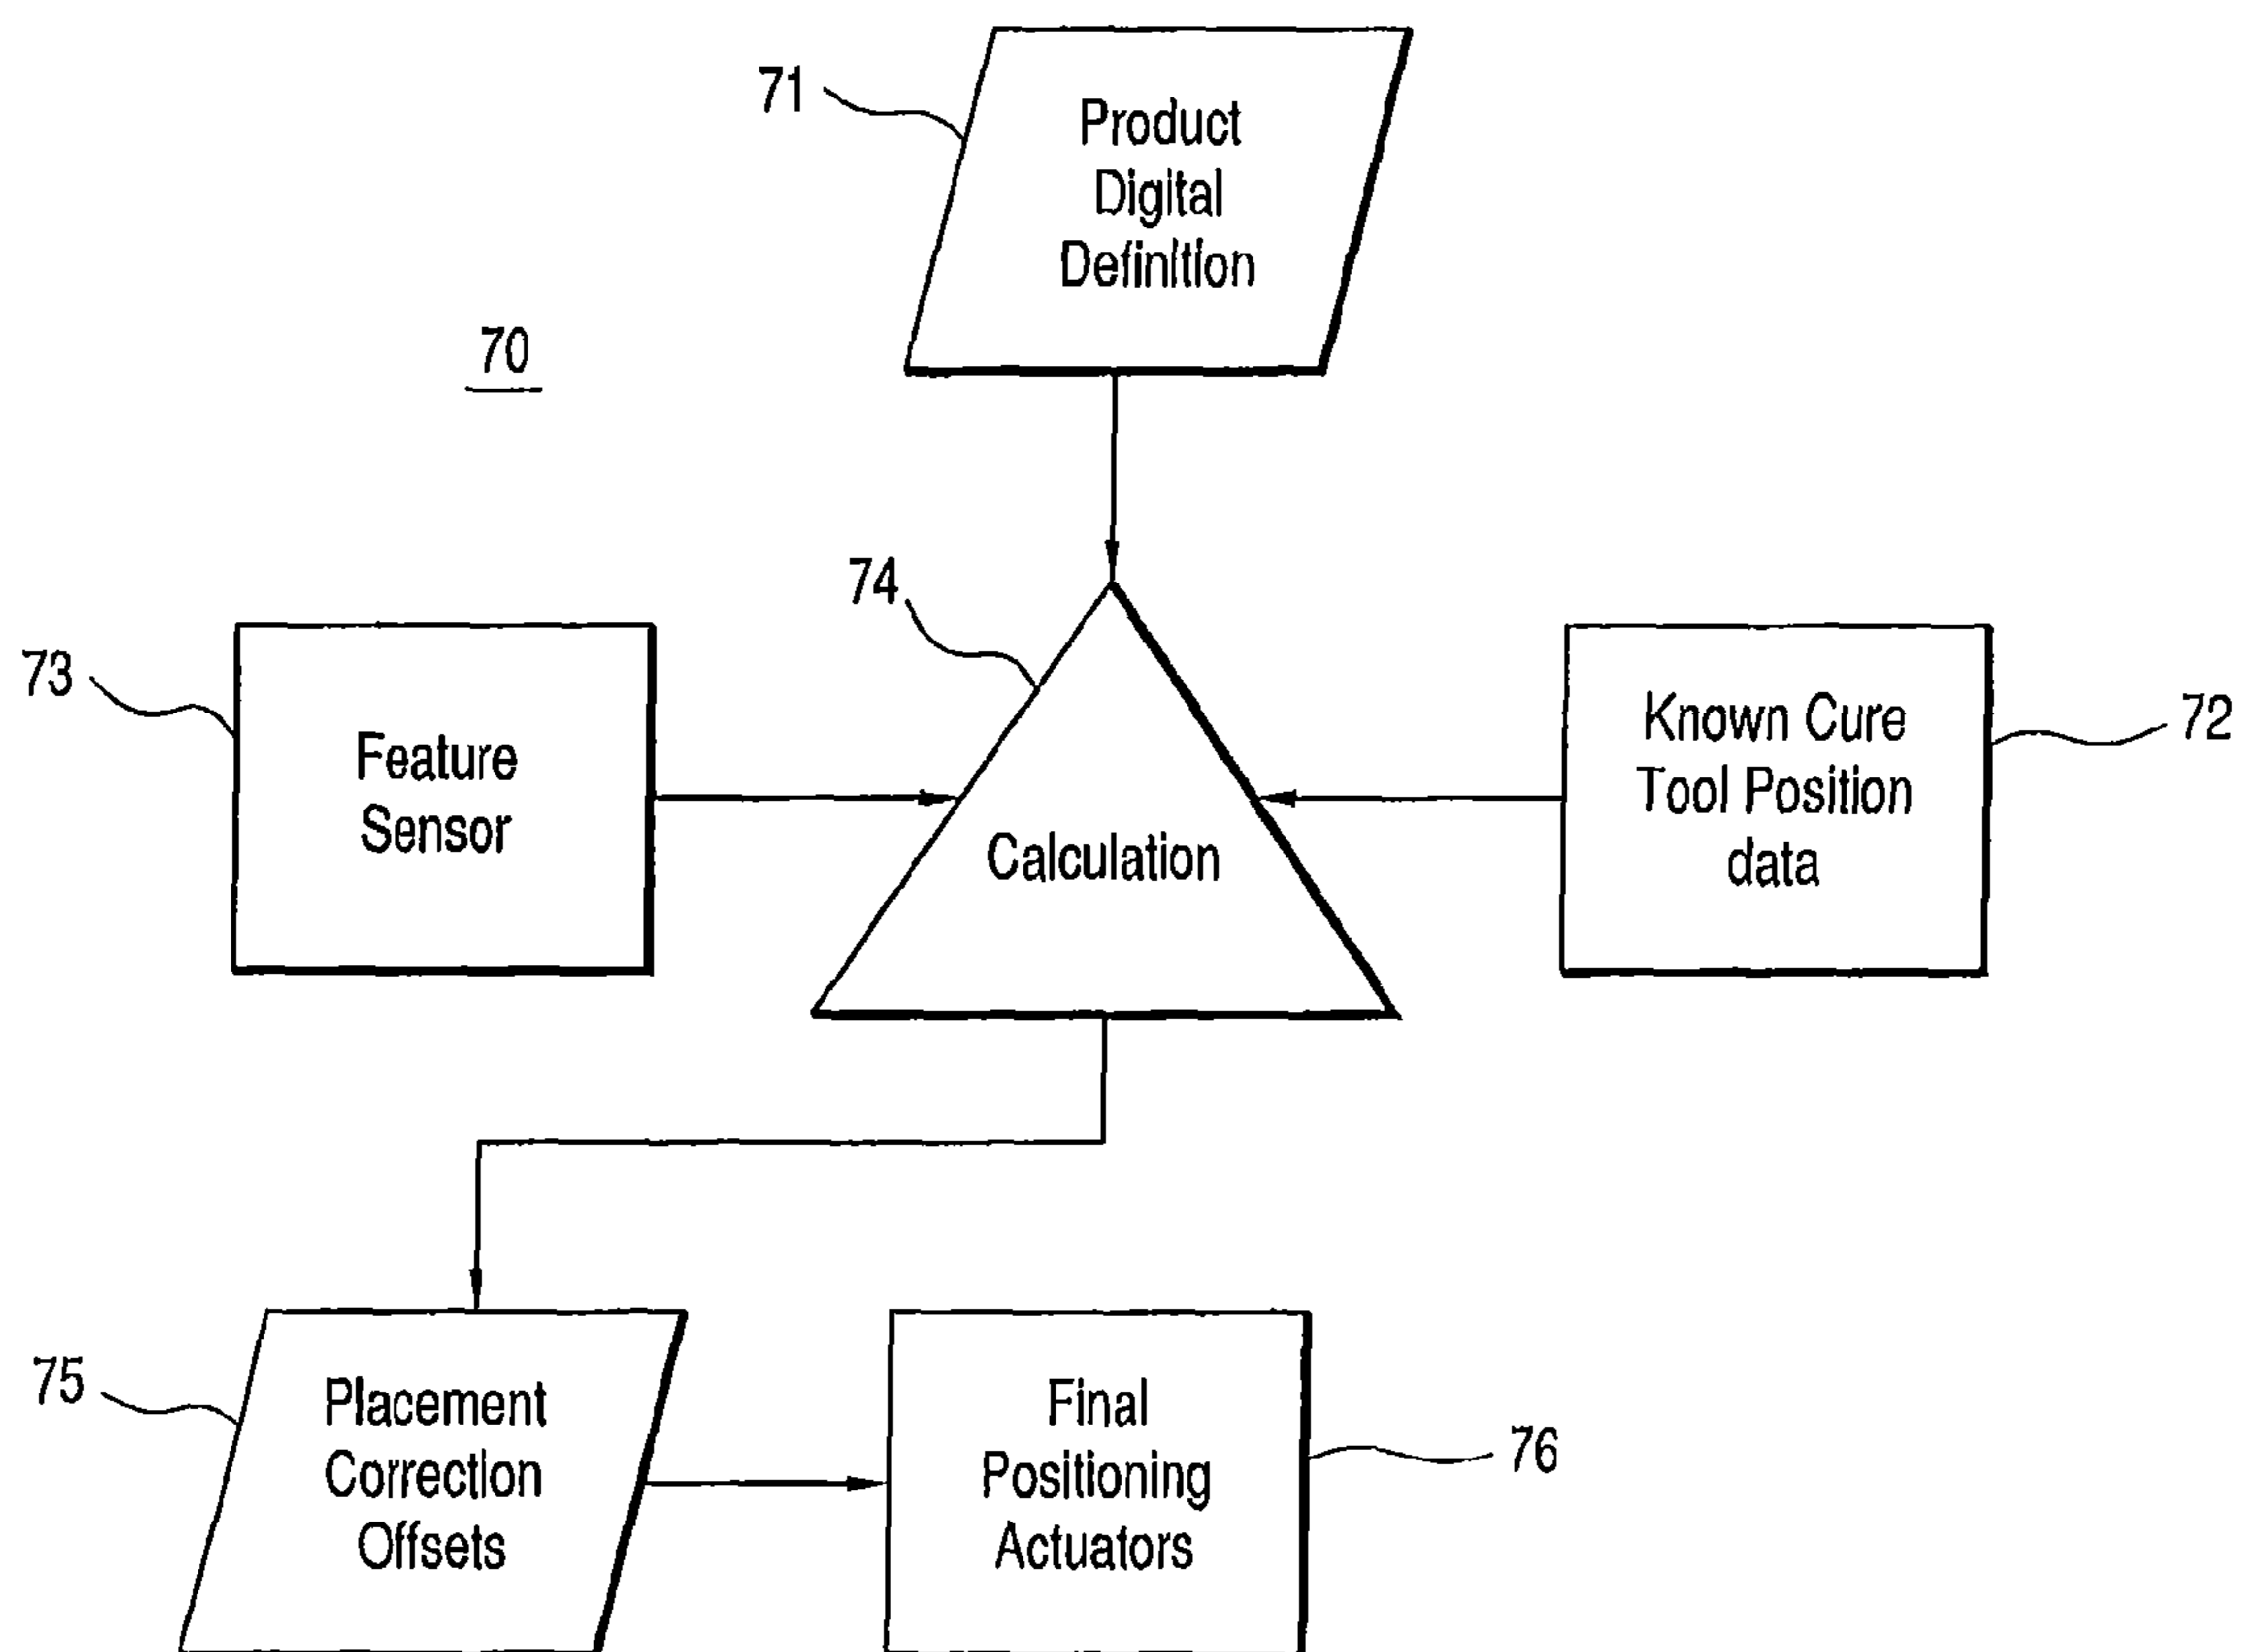 71
Product
Digital
Definition
70
74
73
Feature
Sensor
Calculation
Known Cure
Tool Position
data
72
75
Placement
Correction
Offsets
Final
Positioning
Actuators
76